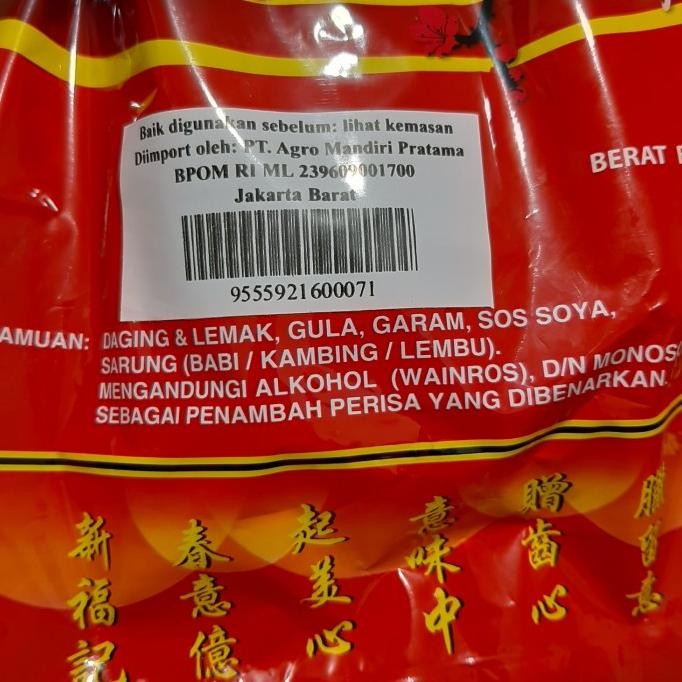 Baik digunakan sebelum: lihat kemasan
Diimport oleh: PT. Agro Mandiri Pratama
BPOM RI ML 239609001700
Jakarta Barat
9555921600071
BERAT
AMUAN: DAGING & LEMAK, GULA, GARAM, SOS SOYA,
SARUNG (BABI / KAMBING / LEMBU).
MENGANDUNGI ALKOHOL (WAINROS), D/N MONOS
SEBAGAI PENAMBAH PERISA YANG DIBENARKAN.
新福記
春意億
起美心
意味中
贈齒心